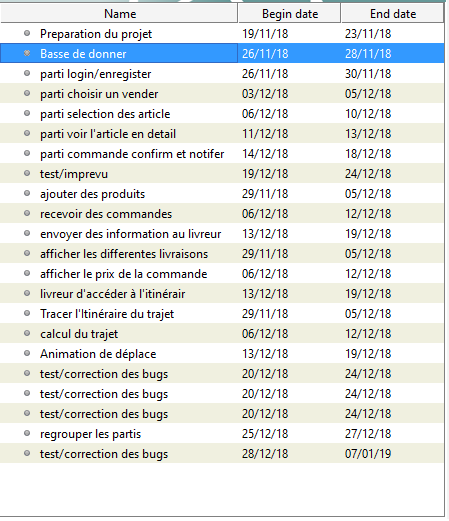 Name Begin date End date
Preparation du projet 19/11/18 23/11/18
Basse de donner 26/11/18 28/11/18
parti login/enregister 26/11/18 30/11/18
parti choisir un vender 03/12/18 05/12/18
parti selection des article 06/12/18 10/12/18
parti voir l'article en detail 11/12/18 13/12/18
parti commande confirm et notifer 14/12/18 18/12/18
test/imprevu 19/12/18 24/12/18
ajouter des produits 29/11/18 05/12/18
recevoir des commandes 06/12/18 12/12/18
envoyer des information au livreur 13/12/18 19/12/18
afficher les differentes livraisons 29/11/18 05/12/18
afficher le prix de la commande 06/12/18 12/12/18
livreur d'accéder à l'itinérair 13/12/18 19/12/18
Tracer l'Itinéraire du trajet 29/11/18 05/12/18
calcul du trajet 06/12/18 12/12/18
Animation de déplace 13/12/18 19/12/18
test/correction des bugs 20/12/18 24/12/18
test/correction des bugs 20/12/18 24/12/18
test/correction des bugs 20/12/18 24/12/18
regrouper les partis 25/12/18 27/12/18
test/correction des bugs 28/12/18 07/01/19